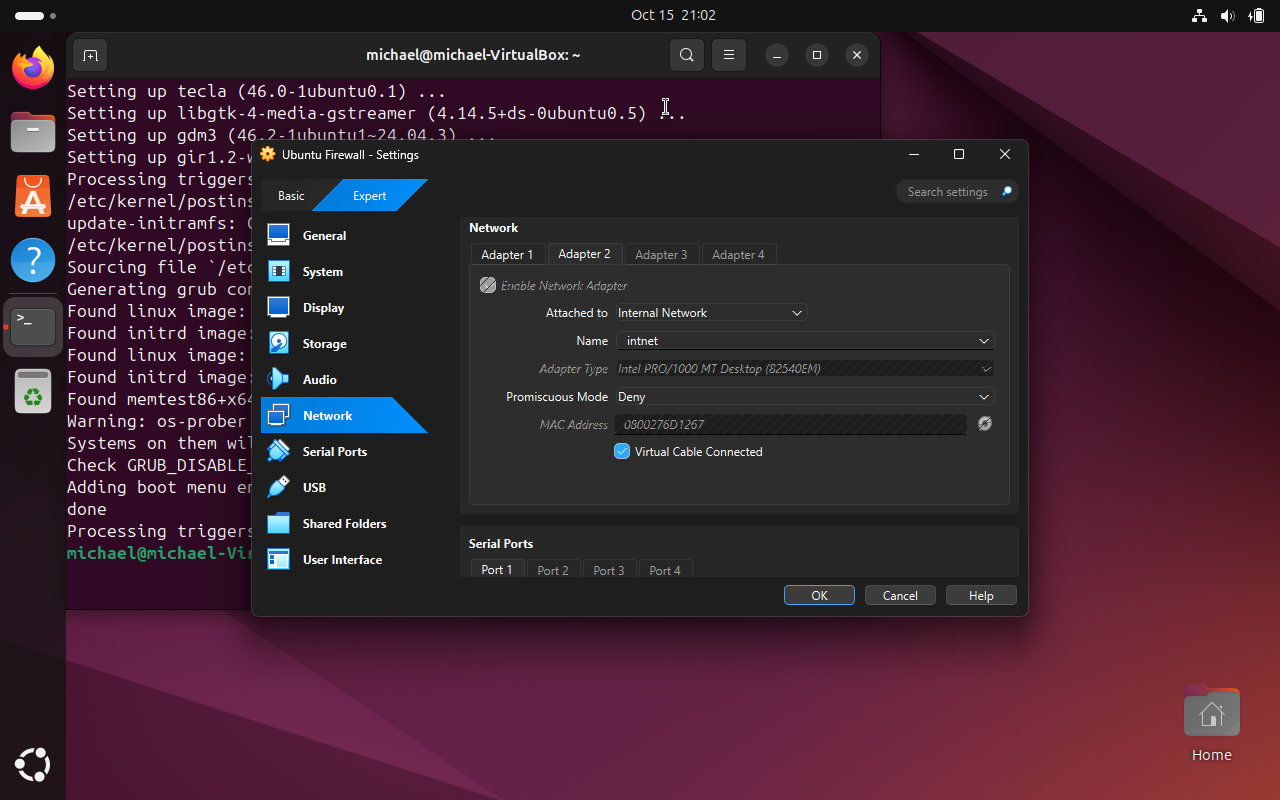 Oct 15 21:02
michael@michael-VirtualBox: ~
Setting up tecla (46.0-1ubuntu0.1) ...
Setting up libgtk-4-media-gstreamer (4.14.5+ds-0ubuntu0.5) ...
Setting up gdm3 (46.2-1ubuntu1~24.04.3) ...
Setting up gir1.2-
Processing triggers
/etc/kernel/postins
update-initramfs:
/etc/kernel/postins
Sourcing file `/etc
Generating grub con
Found linux image:
Found initrd image:
Found linux image:
Found initrd image:
Found memtest86+x64
Warning: os-prober
Systems on them wil
Check GRUB_DISABLE_
Adding boot menu en
done
Processing triggers
michael@michael-Vir
Ubuntu Firewall - Settings
Basic
Expert
Search settings
General
System
Display
Storage
Audio
Network
Serial Ports
USB
Shared Folders
User Interface
Network
Adapter 1
Adapter 2
Adapter 3
Adapter 4
Enable Network Adapter
Attached to Internal Network
Name intnet
Adapter Type Intel PRO/1000 MT Desktop (82540EM)
Promiscuous Mode Deny
MAC Address 0800276D1267
Virtual Cable Connected
Serial Ports
Port 1
Port 2
Port 3
Port 4
OK
Cancel
Help
Home